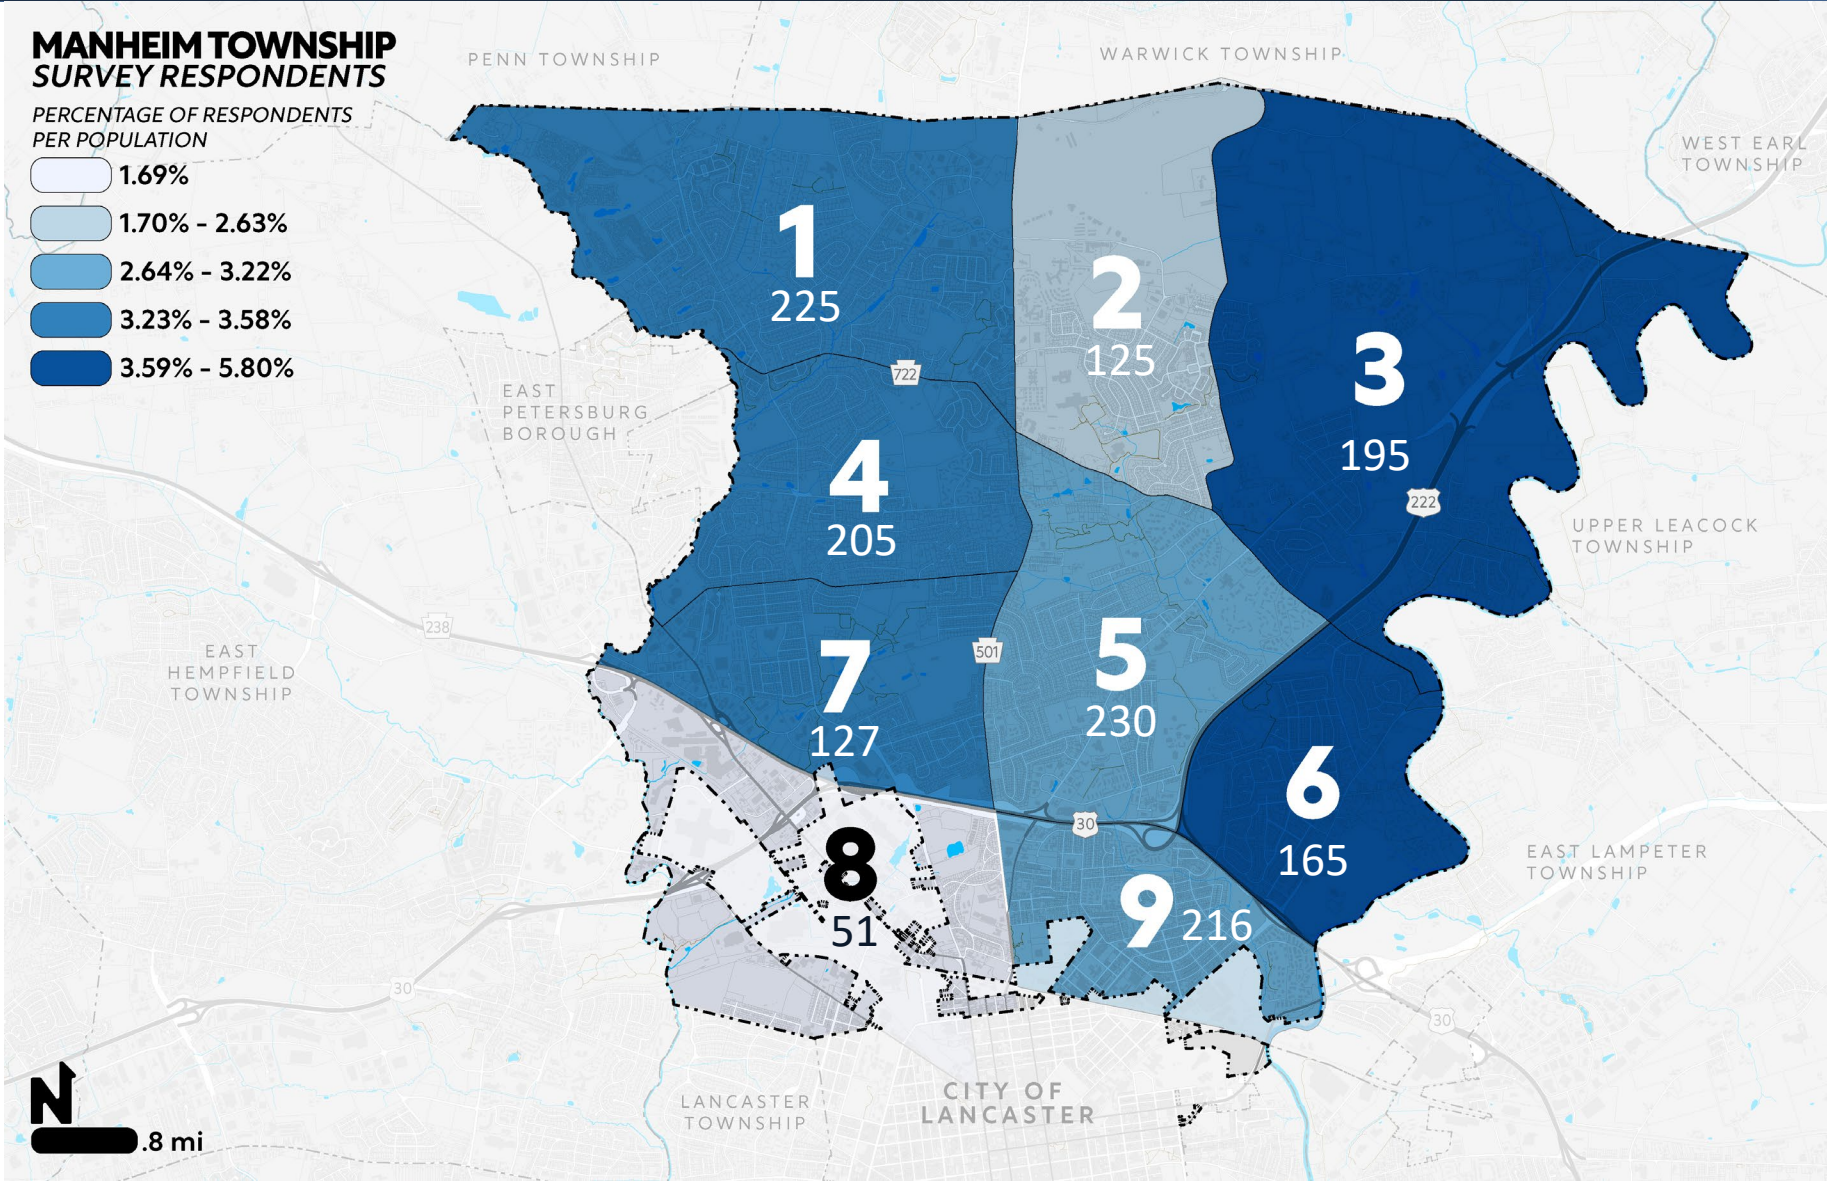 MANHEIM TOWNSHIP
SURVEY RESPONDENTS
PERCENTAGE OF RESPONDENTS
PER POPULATION
1.69%
1.70% - 2.63%
2.64% - 3.22%
3.23% - 3.58%
3.59% - 5.80%
PENN TOWNSHIP
WARWICK TOWNSHIP
WEST EARL
TOWNSHIP
1
225
2
125
3
195
722
EAST
PETERSBURG
BOROUGH
4
205
222
UPPER LEACOCK
TOWNSHIP
238
EAST
HEMPFIELD
TOWNSHIP
7
127
501
5
230
6
165
30
8
51
9 216
EAST LAMPETER
TOWNSHIP
30
30
CITY OF
LANCASTER
LANCASTER
TOWNSHIP
N
.8 mi